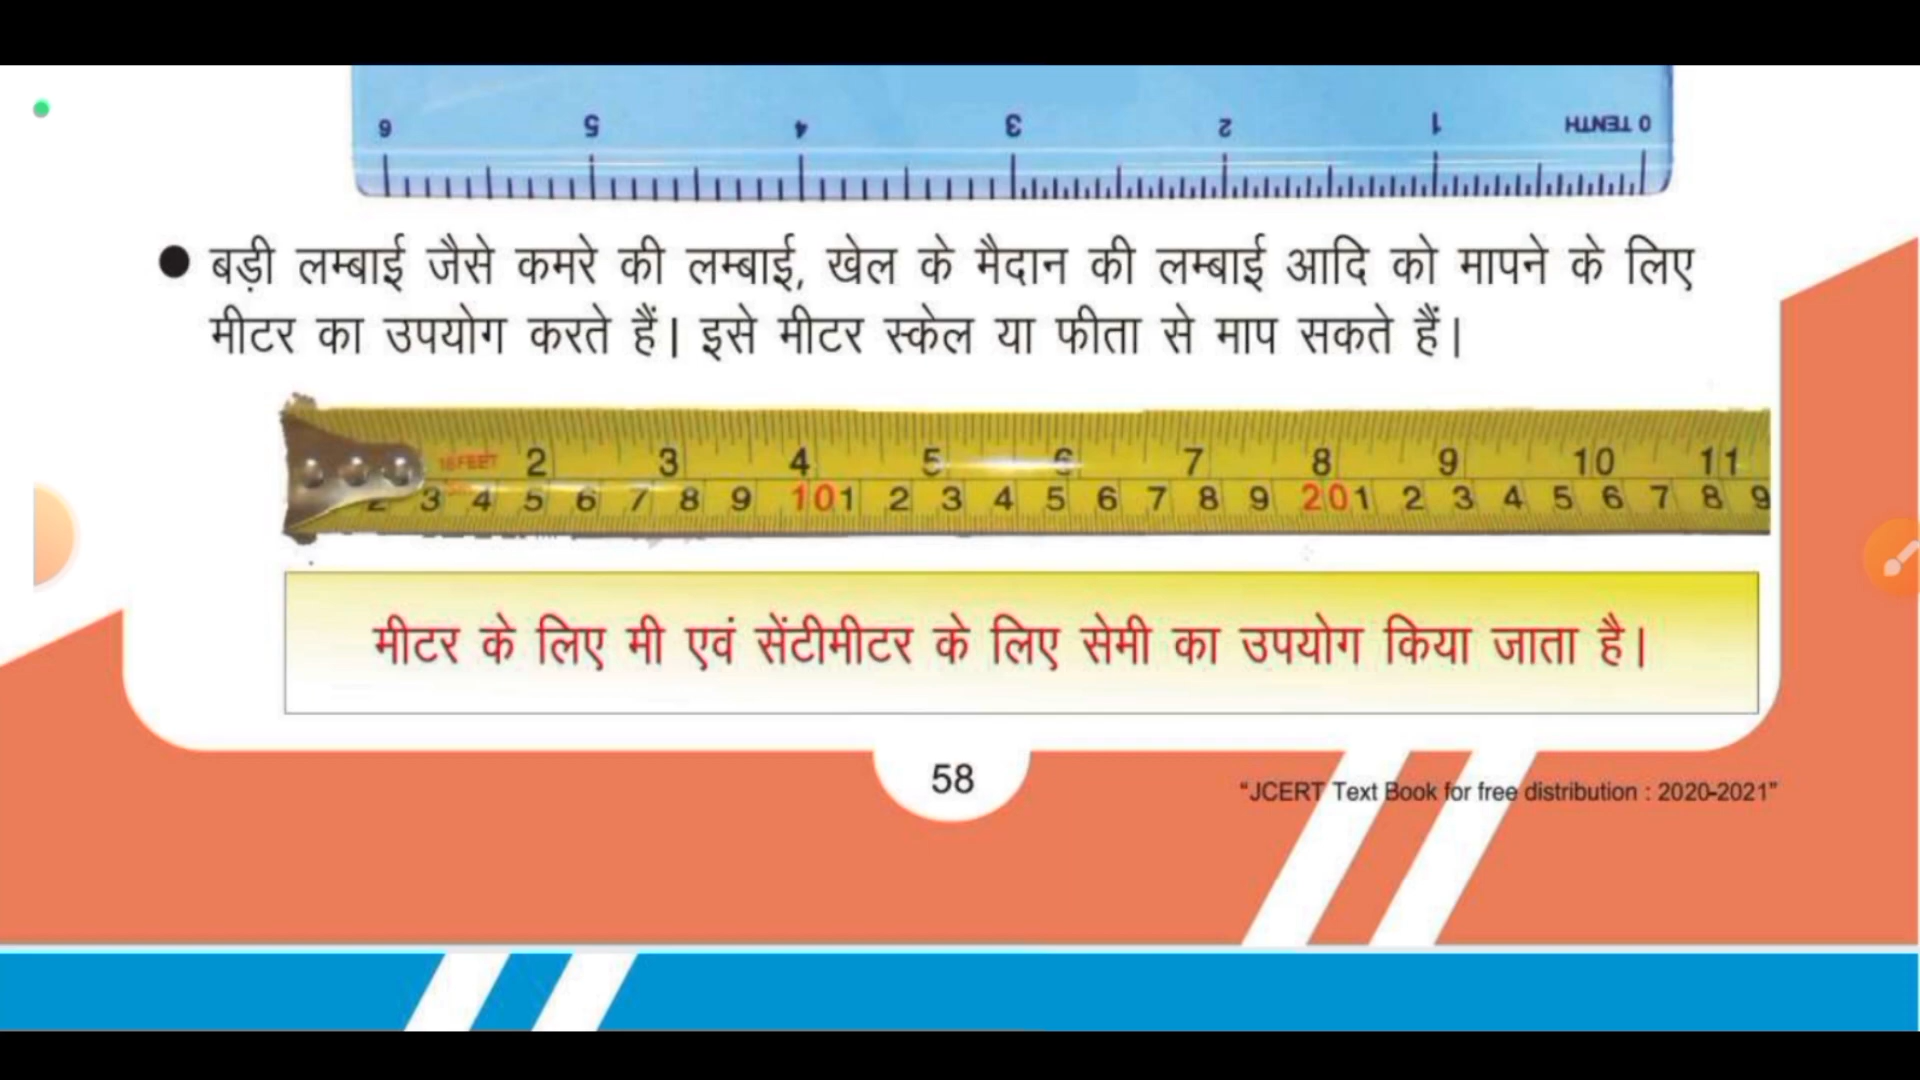 6 5 4 3 2 1 0 TENTH
● बड़ी लम्बाई जैसे कमरे की लम्बाई, खेल के मैदान की लम्बाई आदि को मापने के लिए
मीटर का उपयोग करते हैं। इसे मीटर स्केल या फीता से माप सकते हैं।
16FEET 2 3 4 5 6 7 8 9 10 11
2 3 4 5 6 7 8 9 10 1 2 3 4 5 6 7 8 9 20 1 2 3 4 5 6 7 8 9
मीटर के लिए मी एवं सेंटीमीटर के लिए सेमी का उपयोग किया जाता है।
58
“JCERT Text Book for free distribution : 2020-2021”